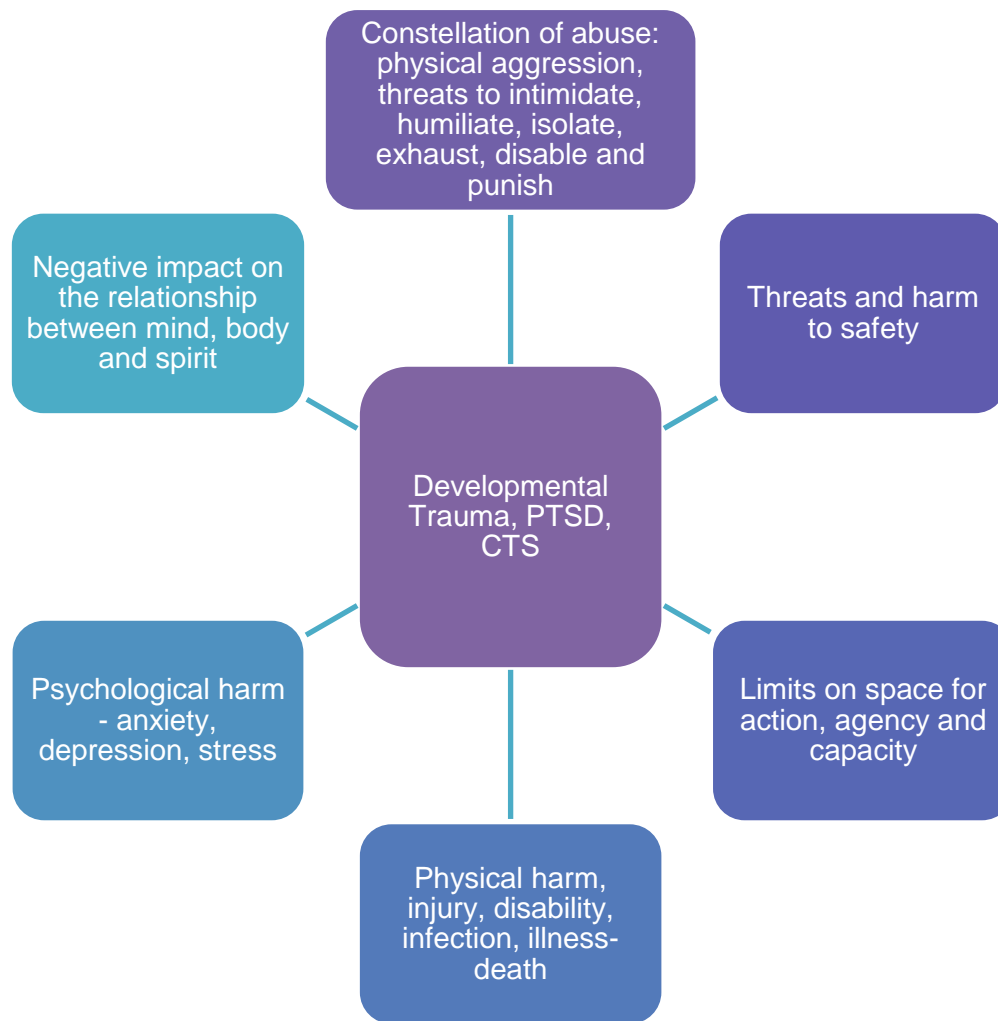 Constellation of abuse:
physical aggression,
threats to intimidate,
humiliate, isolate,
exhaust, disable and
punish
Threats and harm
to safety
Limits on space for
action, agency and
capacity
Physical harm,
injury, disability,
infection, illness-
death
Psychological harm
- anxiety,
depression, stress
Negative impact on
the relationship
between mind, body
and spirit
Developmental
Trauma, PTSD,
CTS